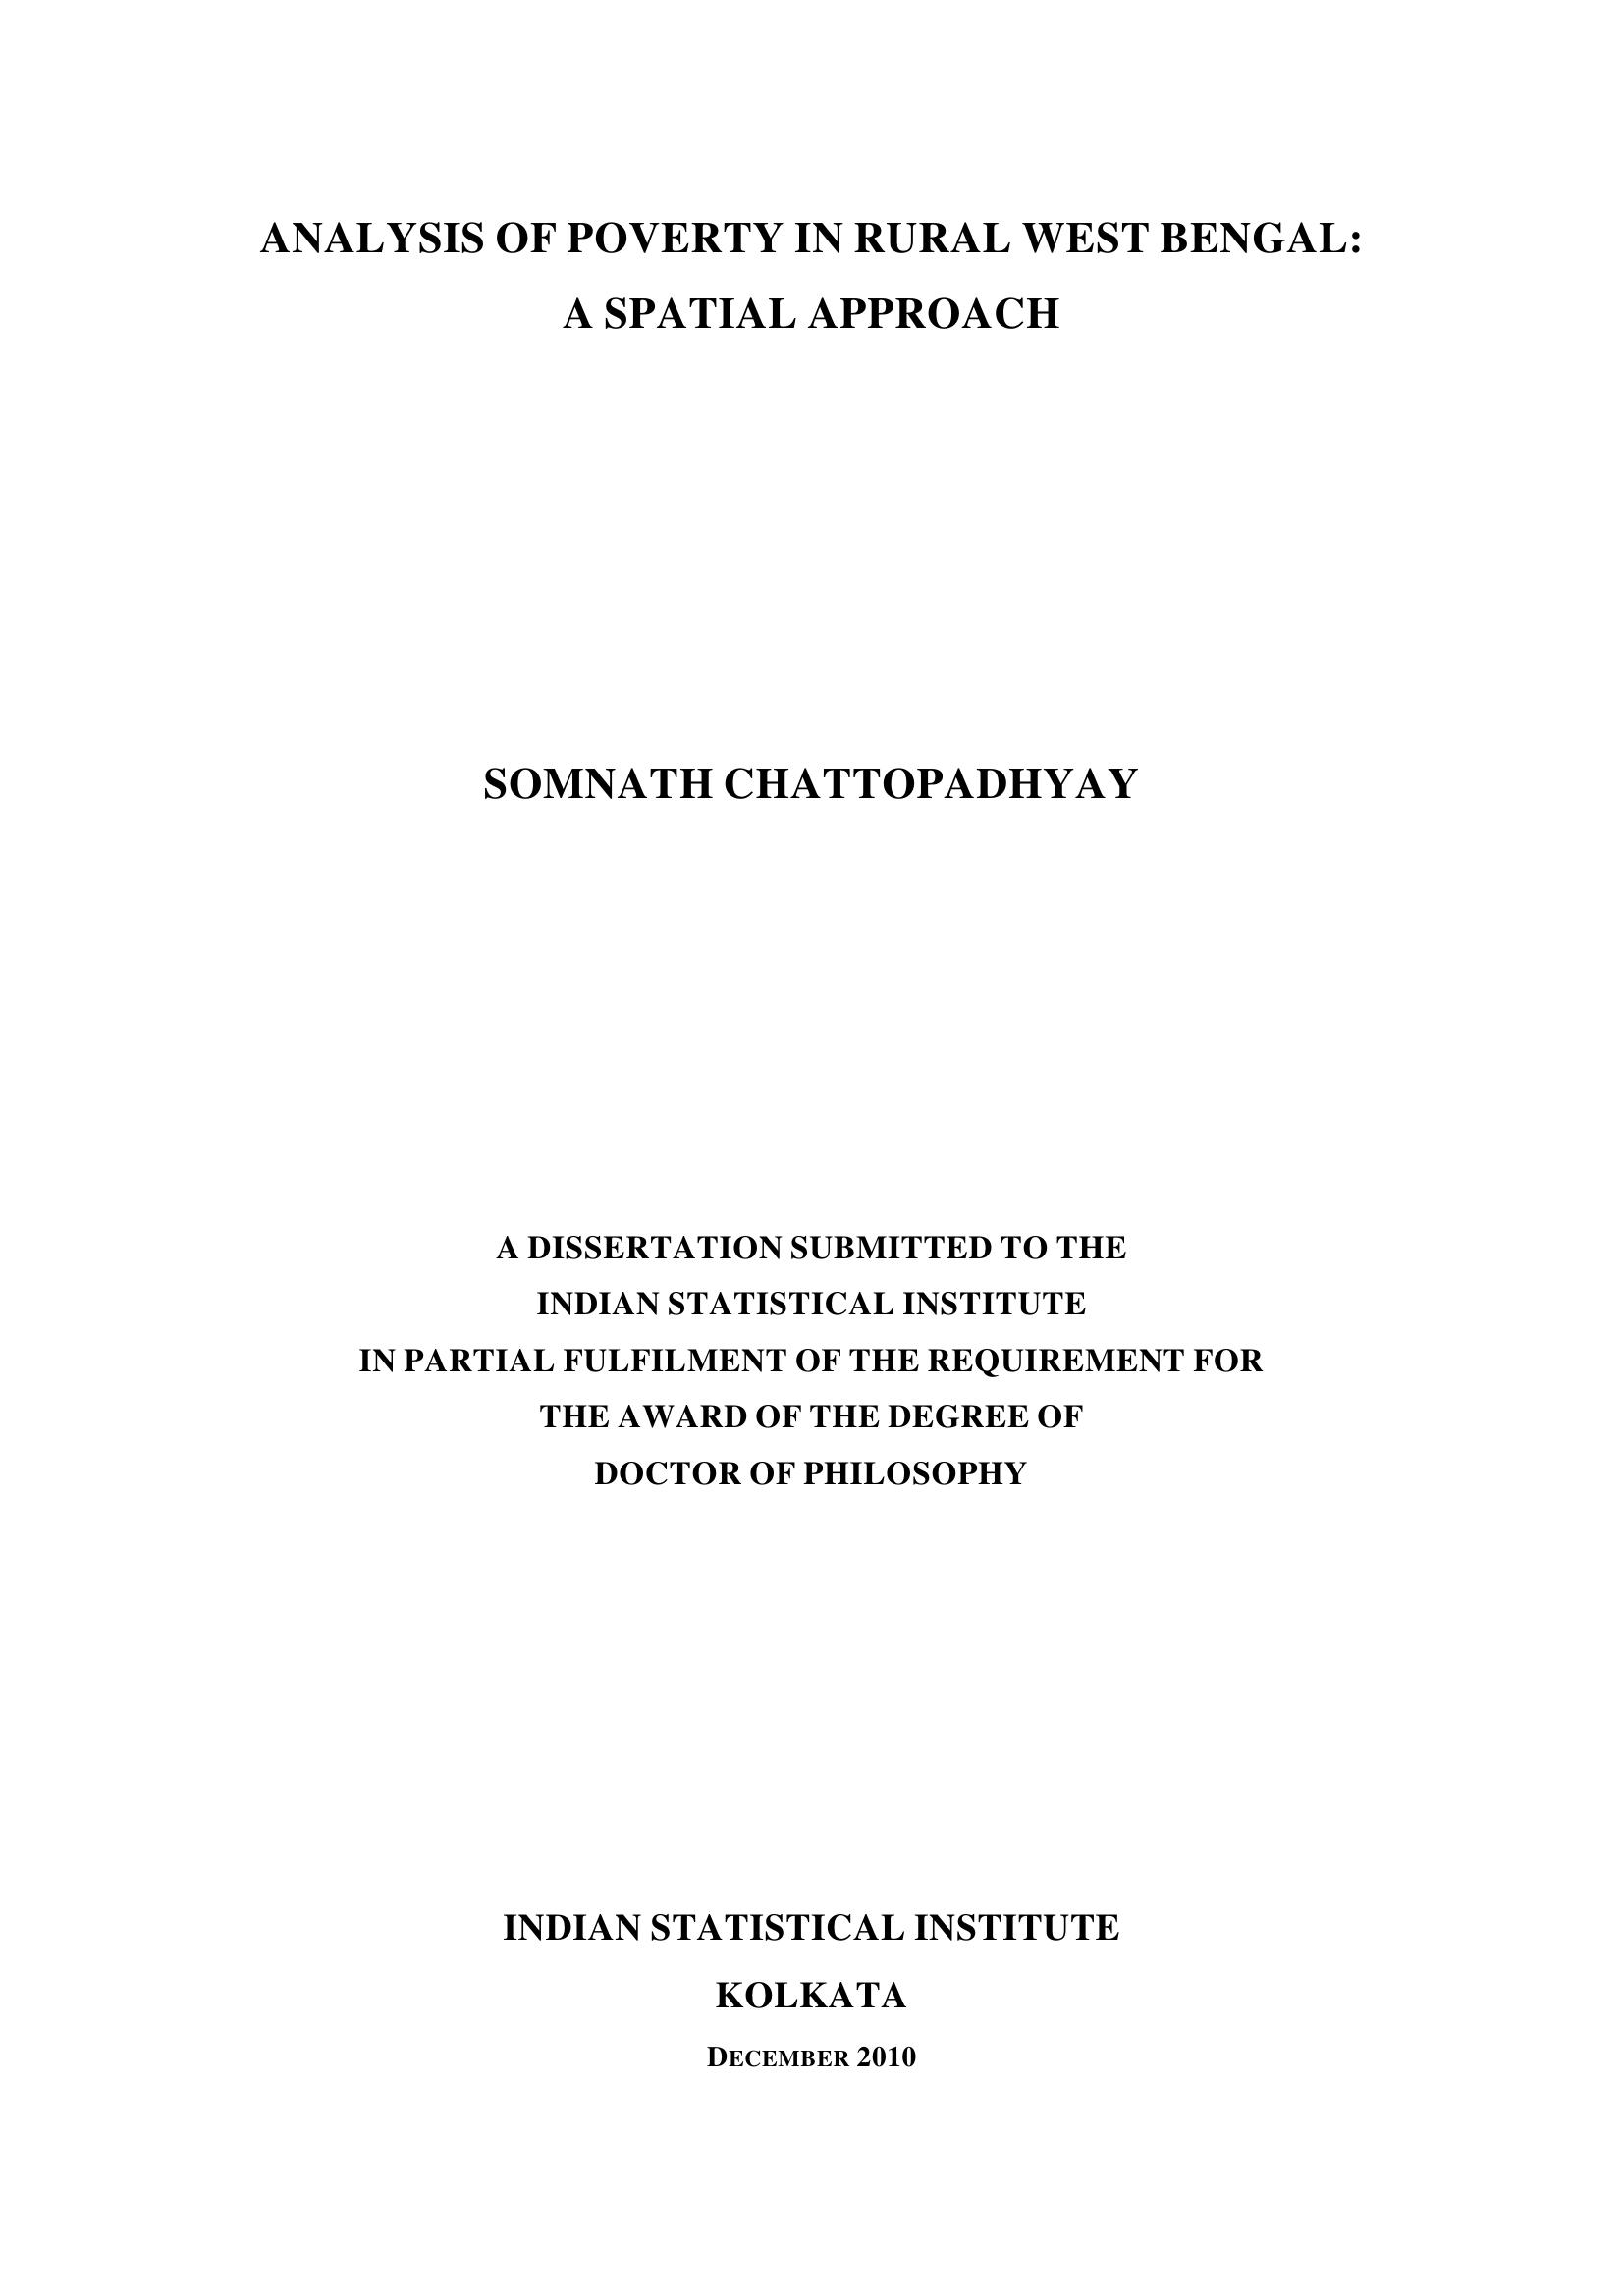 ANALYSIS OF POVERTY IN RURAL WEST BENGAL:
A SPATIAL APPROACH
SOMNATH CHATTOPADHYAY
A DISSERTATION SUBMITTED TO THE
INDIAN STATISTICAL INSTITUTE
IN PARTIAL FULFILMENT OF THE REQUIREMENT FOR
THE AWARD OF THE DEGREE OF
DOCTOR OF PHILOSOPHY
INDIAN STATISTICAL INSTITUTE
KOLKATA
DECEMBER 2010